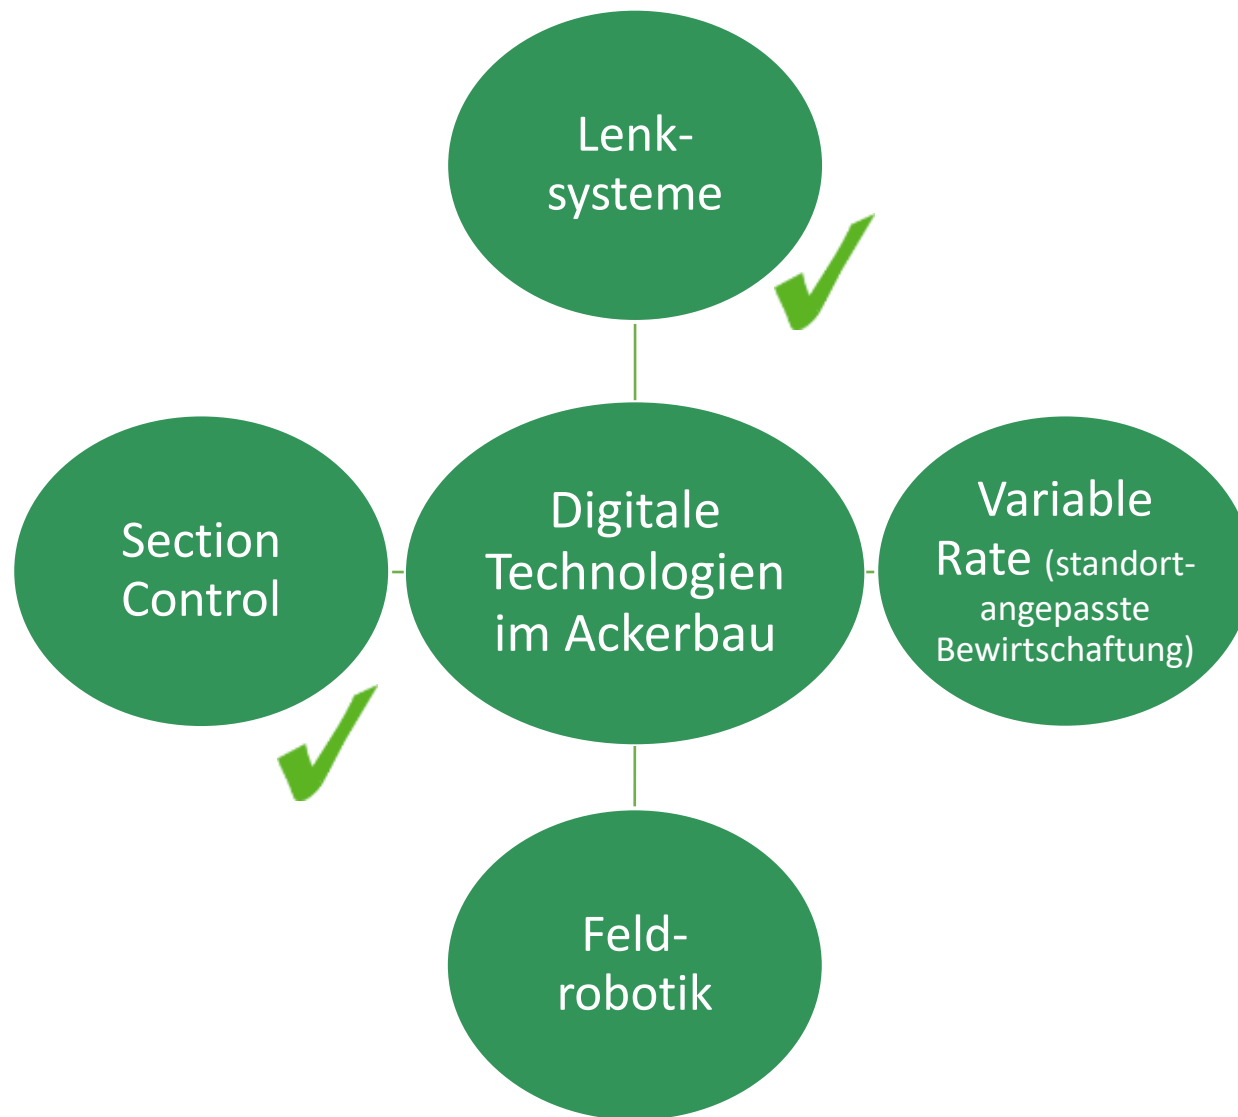 Lenk-
systeme
Section
Control
Digitale
Technologien
im Ackerbau
Variable
Rate (standort-
angepasste
Bewirtschaftung)
Feld-
robotik